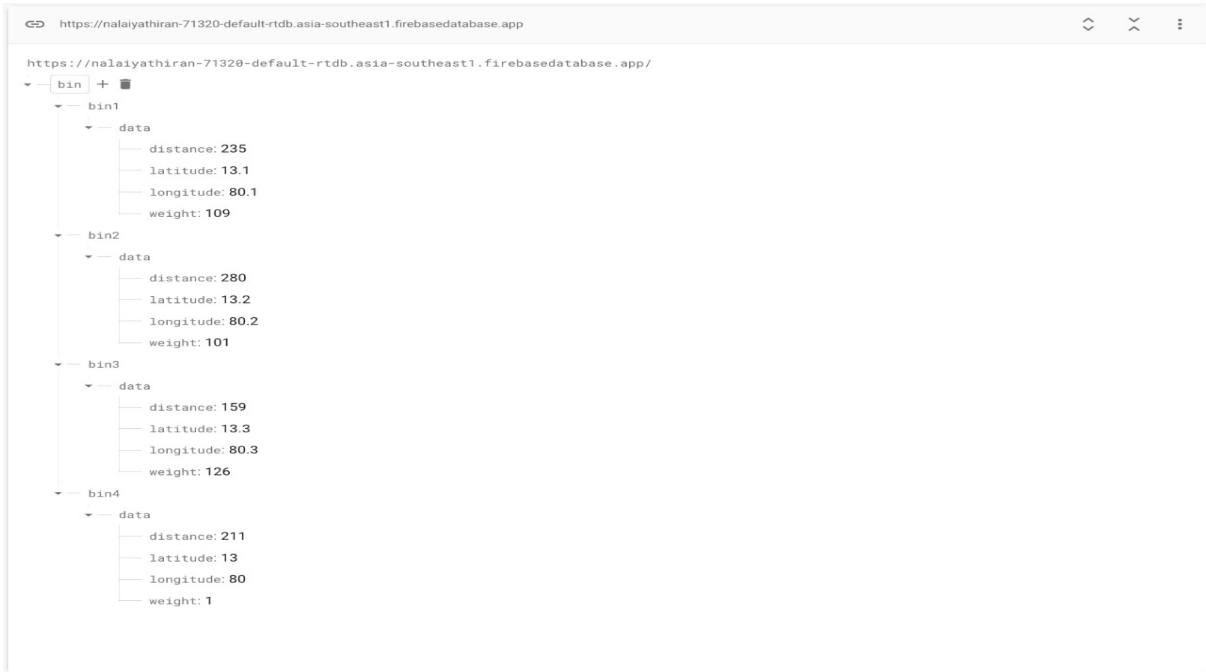 https://nalaiyathiran-71320-default-rtdb.asia-southeast1.firebasedatabase.app
https://nalaiyathiran-71320-default-rtdb.asia-southeast1.firebasedatabase.app/
bin
bin1
data
distance: 235
latitude: 13.1
longitude: 80.1
weight: 109
bin2
data
distance: 280
latitude: 13.2
longitude: 80.2
weight: 101
bin3
data
distance: 159
latitude: 13.3
longitude: 80.3
weight: 126
bin4
data
distance: 211
latitude: 13
longitude: 80
weight: 1